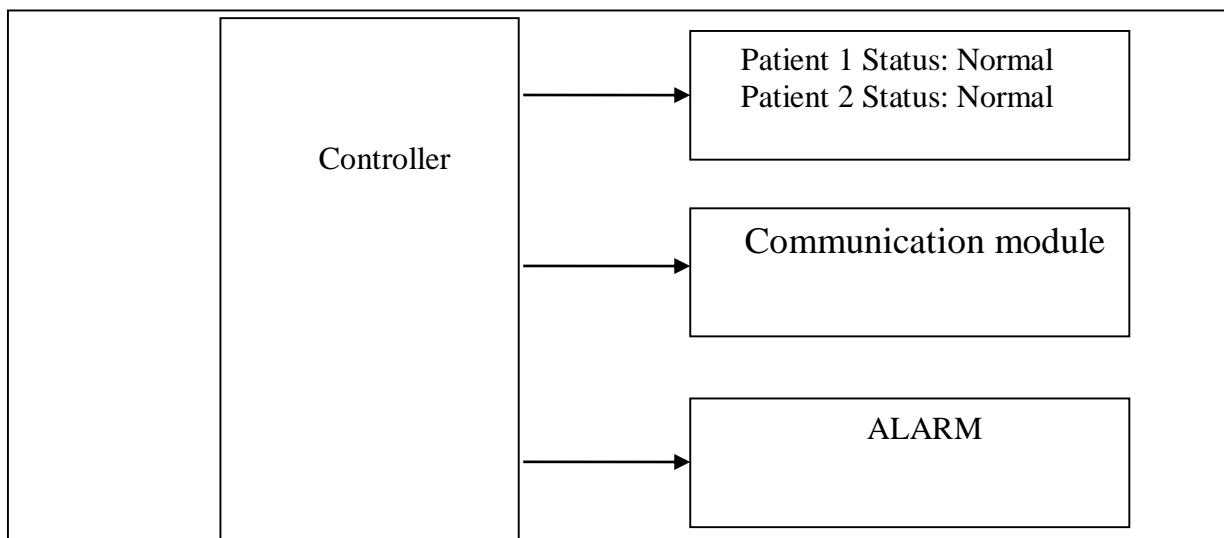 Patient 1 Status: Normal
Patient 2 Status: Normal
Controller
Communication module
ALARM